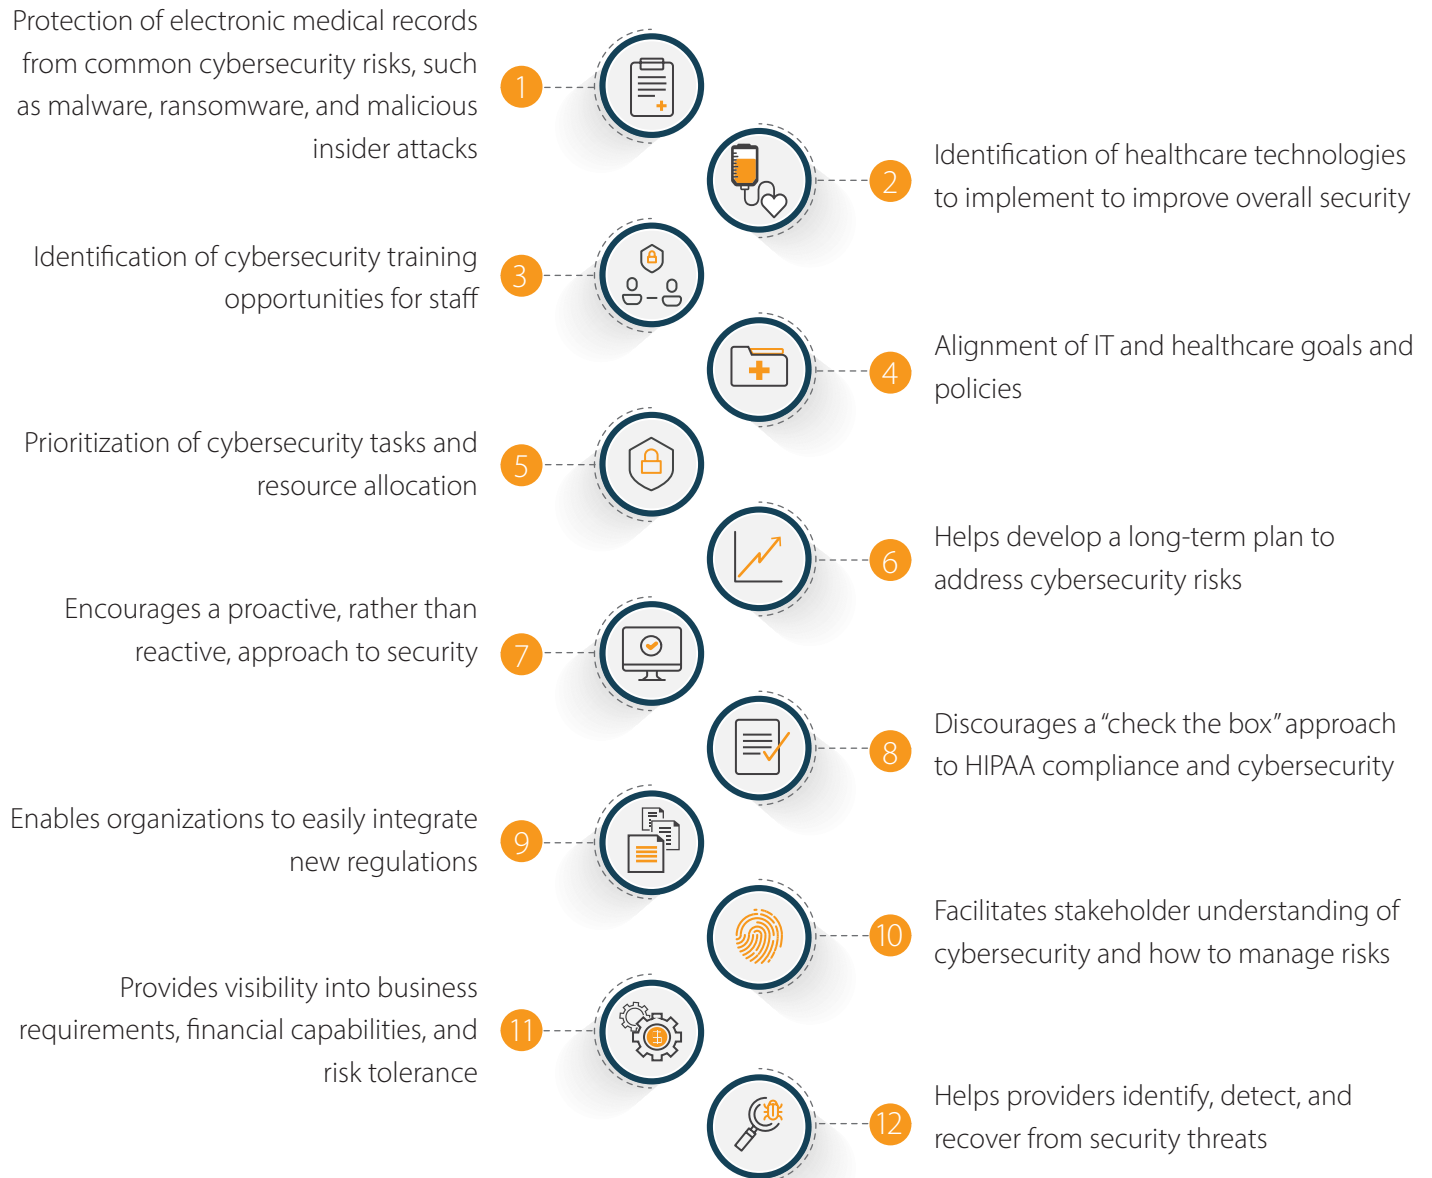 Protection of electronic medical records
from common cybersecurity risks, such
as malware, ransomware, and malicious
insider attacks
1
2
Identification of healthcare technologies
to implement to improve overall security
Identification of cybersecurity training
opportunities for staff
3
4
Alignment of IT and healthcare goals and
policies
Prioritization of cybersecurity tasks and
resource allocation
5
6
Helps develop a long-term plan to
address cybersecurity risks
Encourages a proactive, rather than
reactive, approach to security
7
8
Discourages a “check the box” approach
to HIPAA compliance and cybersecurity
Enables organizations to easily integrate
new regulations
9
10
Facilitates stakeholder understanding of
cybersecurity and how to manage risks
Provides visibility into business
requirements, financial capabilities, and
risk tolerance
11
12
Helps providers identify, detect, and
recover from security threats